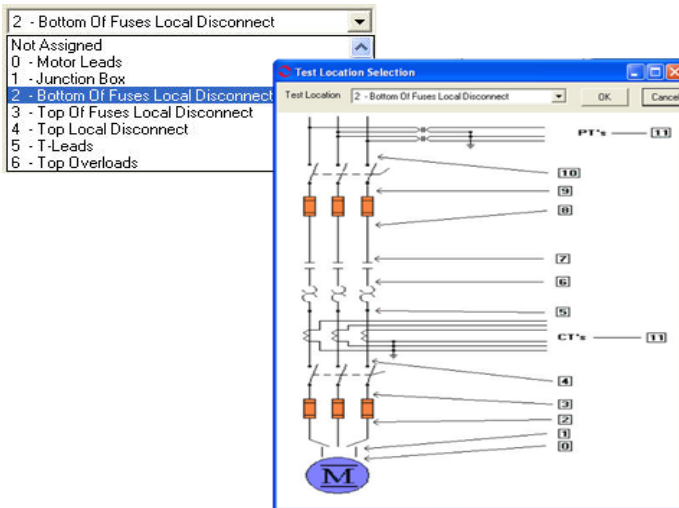 2 - Bottom Of Fuses Local Disconnect
Not Assigned
0 - Motor Leads
1 - Junction Box
2 - Bottom Of Fuses Local Disconnect
3 - Top Of Fuses Local Disconnect
4 - Top Local Disconnect
5 - T-Leads
6 - Top Overloads
Test Location Selection
Test Location 2 - Bottom Of Fuses Local Disconnect OK Cancel
PT's 11
10
9
8
7
6
5
CT's 11
4
3
2
1
0
M